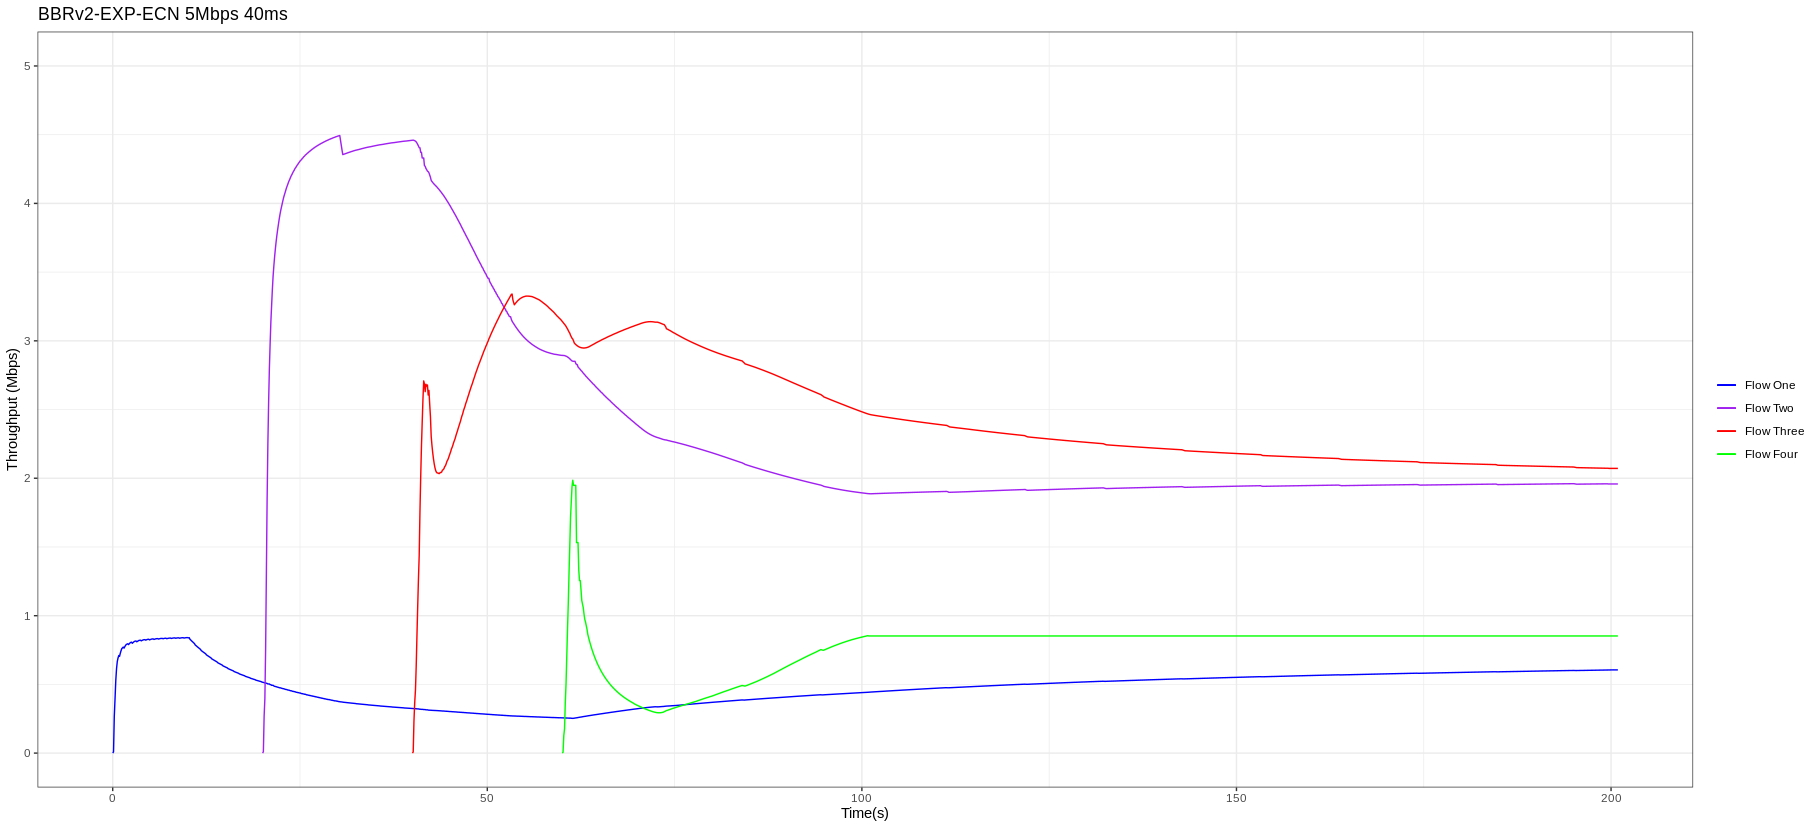 BBRv2-EXP-ECN 5Mbps 40ms
Throughput (Mbps)
5
4
3
2
1
0
0 50 100 150 200
Time(s)
Flow One
Flow Two
Flow Three
Flow Four